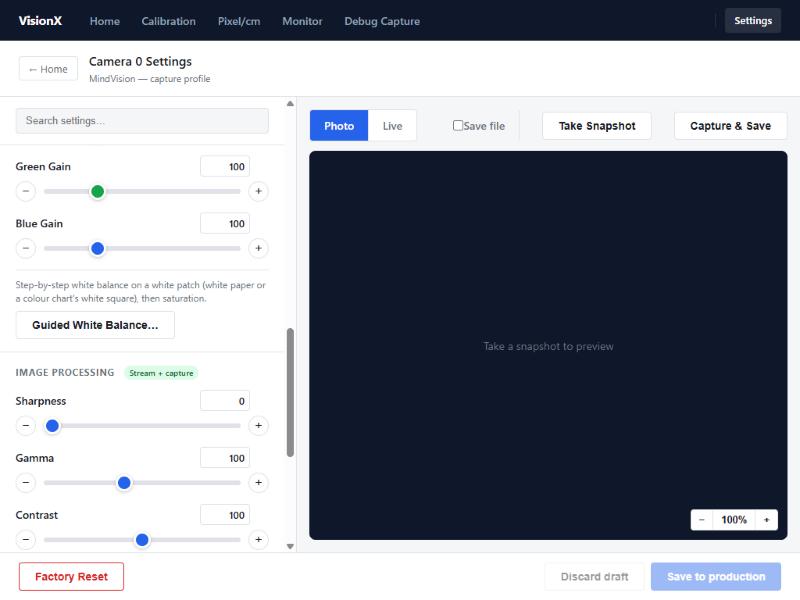 VisionX
Home
Calibration
Pixel/cm
Monitor
Debug Capture
Settings
← Home
Camera 0 Settings
MindVision — capture profile
Search settings...
Photo
Live
Save file
Take Snapshot
Capture & Save
Green Gain
100
−
+
Blue Gain
100
−
+
Step-by-step white balance on a white patch (white paper or
a colour chart's white square), then saturation.
Guided White Balance...
IMAGE PROCESSING
Stream + capture
Sharpness
0
−
+
Gamma
100
−
+
Contrast
100
−
+
Take a snapshot to preview
−
100%
+
Factory Reset
Discard draft
Save to production